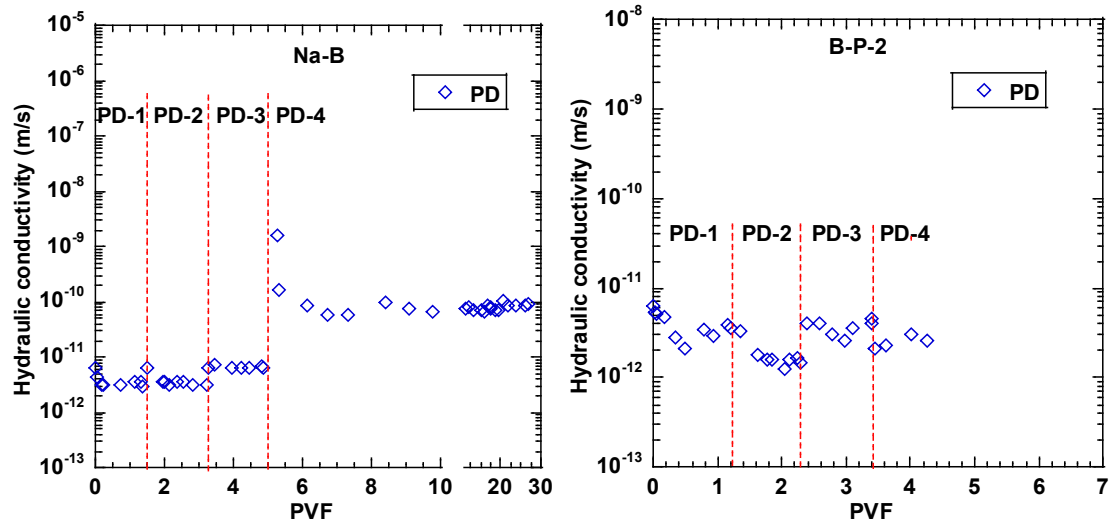 Na-B
PD
PD-1 PD-2 PD-3 PD-4
10⁻⁵
10⁻⁶
10⁻⁷
10⁻⁸
10⁻⁹
10⁻¹⁰
10⁻¹¹
10⁻¹²
10⁻¹³
Hydraulic conductivity (m/s)
0 2 4 6 8 10 20 30
PVF
B-P-2
PD
PD-1 PD-2 PD-3 PD-4
10⁻⁸
10⁻⁹
10⁻¹⁰
10⁻¹¹
10⁻¹²
10⁻¹³
Hydraulic conductivity (m/s)
0 1 2 3 4 5 6 7
PVF